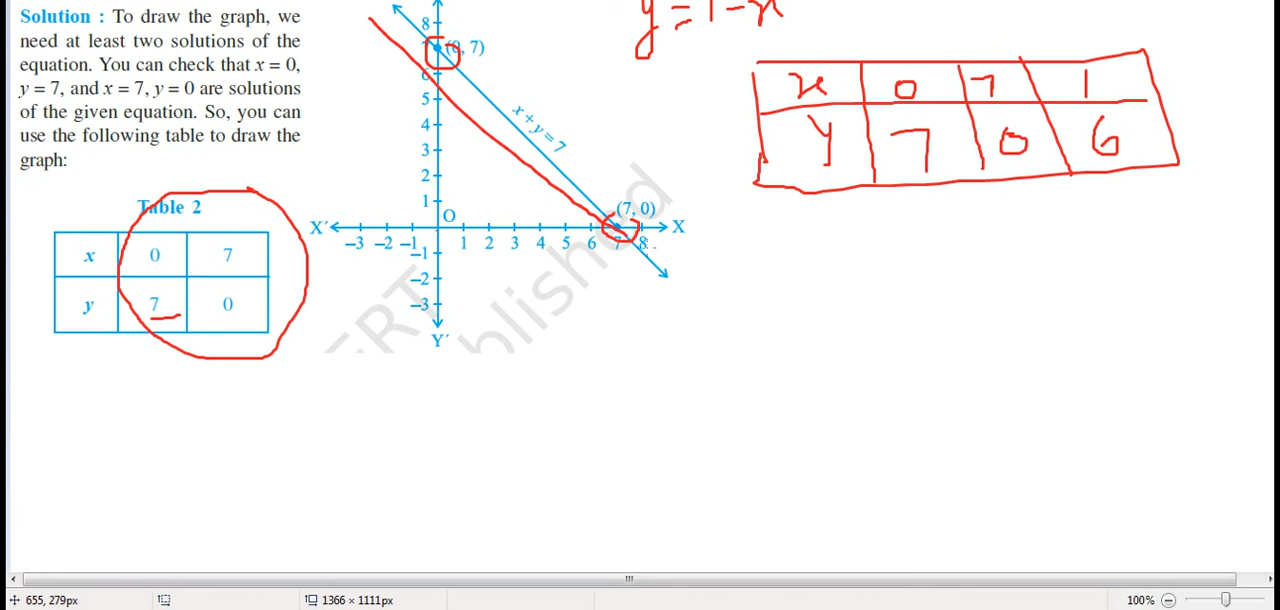 Solution : To draw the graph, we
need at least two solutions of the
equation. You can check that x = 0,
y = 7, and x = 7, y = 0 are solutions
of the given equation. So, you can
use the following table to draw the
graph:
Table 2
x 0 7
y 7 0
8
(0, 7)
6
5
4
3
2
1
x + y = 7
(7, 0)
X′ O X
–3 –2 –1 1 2 3 4 5 6 7 8
–1
–2
–3
Y′
ERT
blished
y = 7 - x
x 0 7 1
y 7 0 6
655, 279px
1366 × 1111px
100%